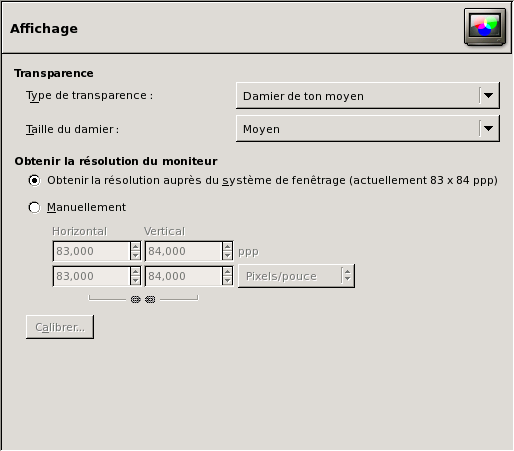 Affichage
Transparence
Type de transparence :
Damier de ton moyen
Taille du damier :
Moyen
Obtenir la résolution du moniteur
Obtenir la résolution auprès du système de fenêtrage (actuellement 83 x 84 ppp)
Manuellement
Horizontal Vertical
83,000 84,000 ppp
83,000 84,000 Pixels/pouce
Calibrer...